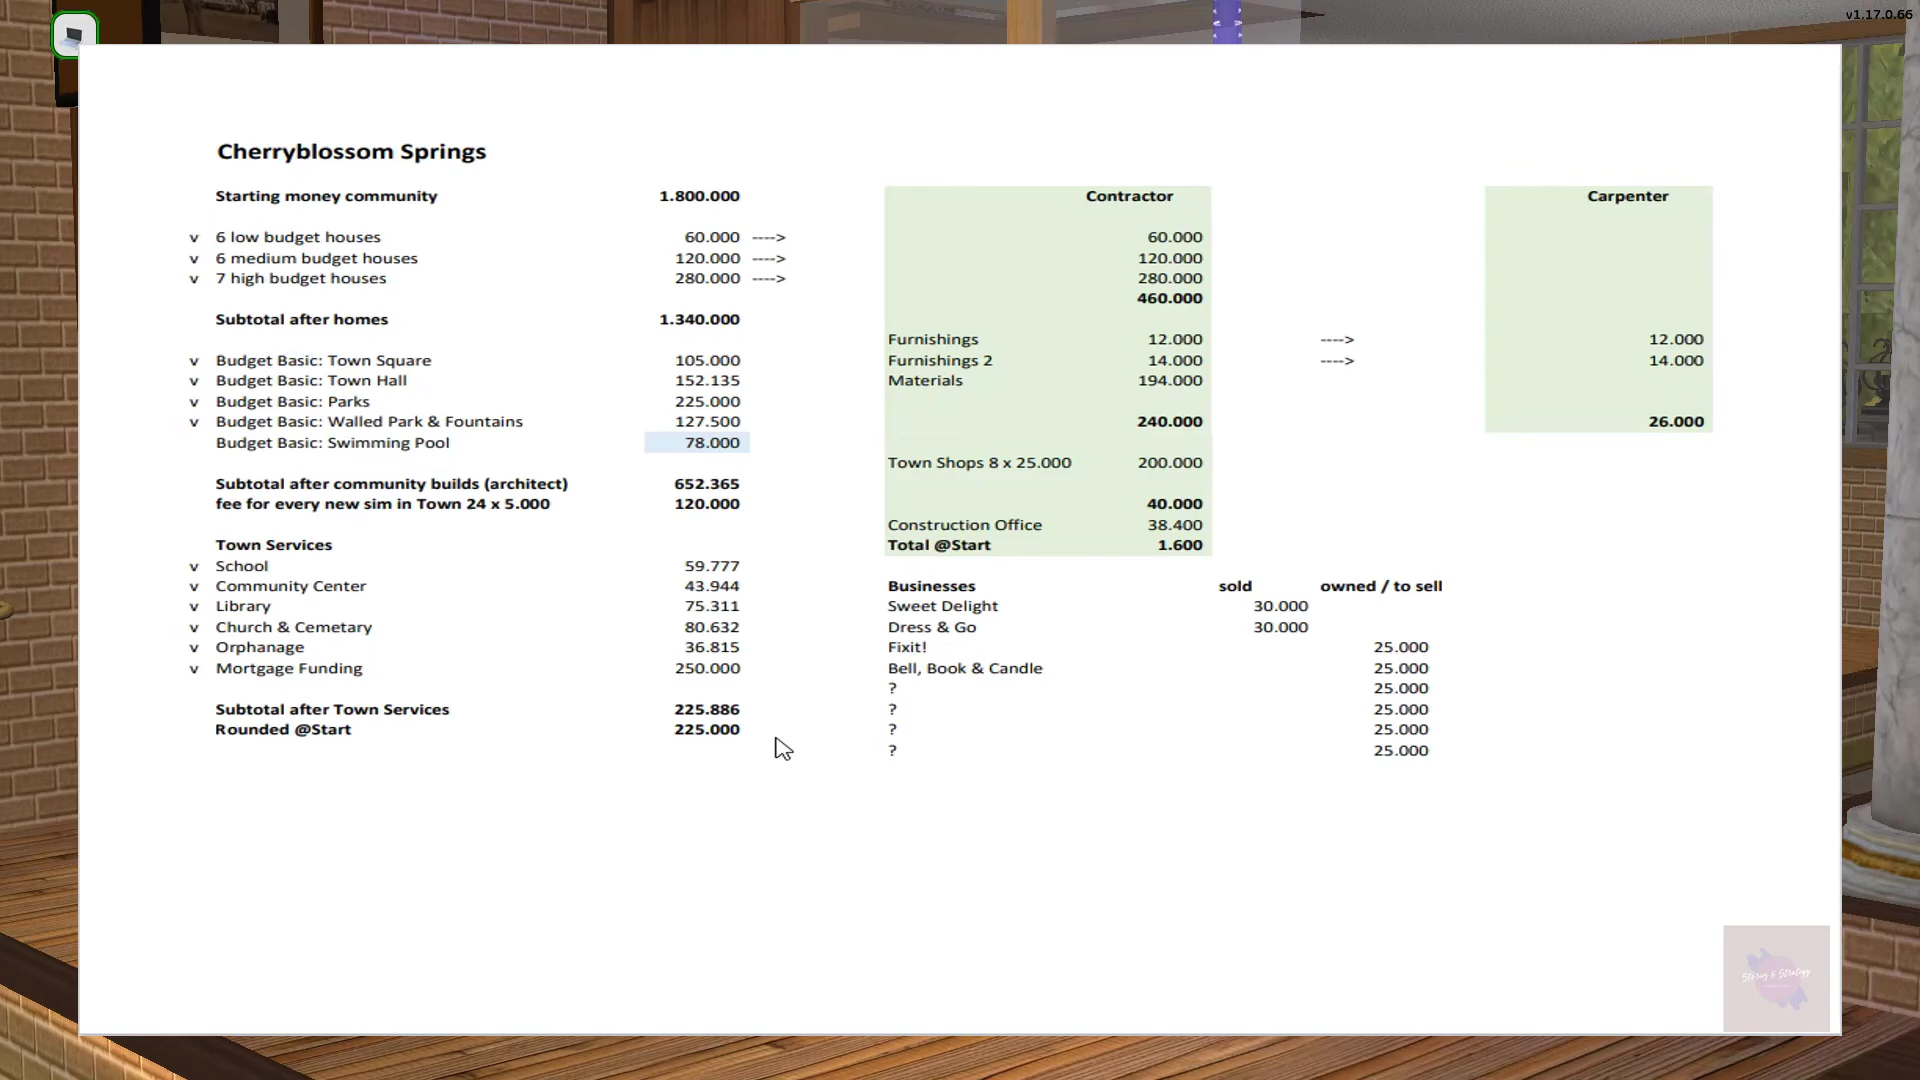 v1.17.0.66
Cherryblossom Springs
Starting money community 1.800.000
v 6 low budget houses 60.000 ---->
v 6 medium budget houses 120.000 ---->
v 7 high budget houses 280.000 ---->
Subtotal after homes 1.340.000
v Budget Basic: Town Square 105.000
v Budget Basic: Town Hall 152.135
v Budget Basic: Parks 225.000
v Budget Basic: Walled Park & Fountains 127.500
Budget Basic: Swimming Pool 78.000
Subtotal after community builds (architect) 652.365
fee for every new sim in Town 24 x 5.000 120.000
Town Services
v School 59.777
v Community Center 43.944
v Library 75.311
v Church & Cemetary 80.632
v Orphanage 36.815
v Mortgage Funding 250.000
Subtotal after Town Services 225.886
Rounded @Start 225.000
Contractor
60.000
120.000
280.000
460.000
Furnishings 12.000 ---->
Furnishings 2 14.000 ---->
Materials 194.000
240.000
Town Shops 8 x 25.000 200.000
40.000
Construction Office 38.400
Total @Start 1.600
Carpenter
12.000
14.000
26.000
Businesses sold owned / to sell
Sweet Delight 30.000
Dress & Go 30.000
Fixit! 25.000
Bell, Book & Candle 25.000
? 25.000
? 25.000
? 25.000
? 25.000
Stories & Strategy